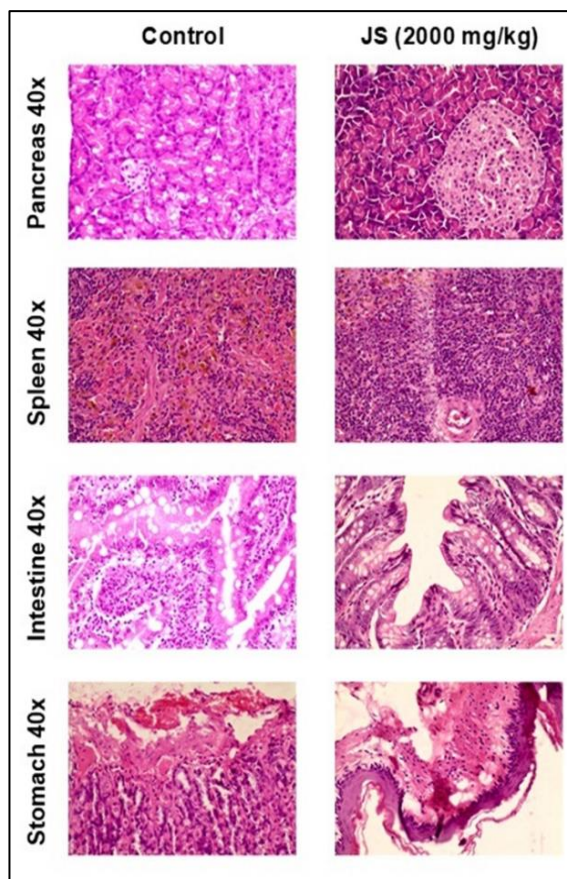 Control
JS (2000 mg/kg)
Pancreas 40x
Spleen 40x
Intestine 40x
Stomach 40x